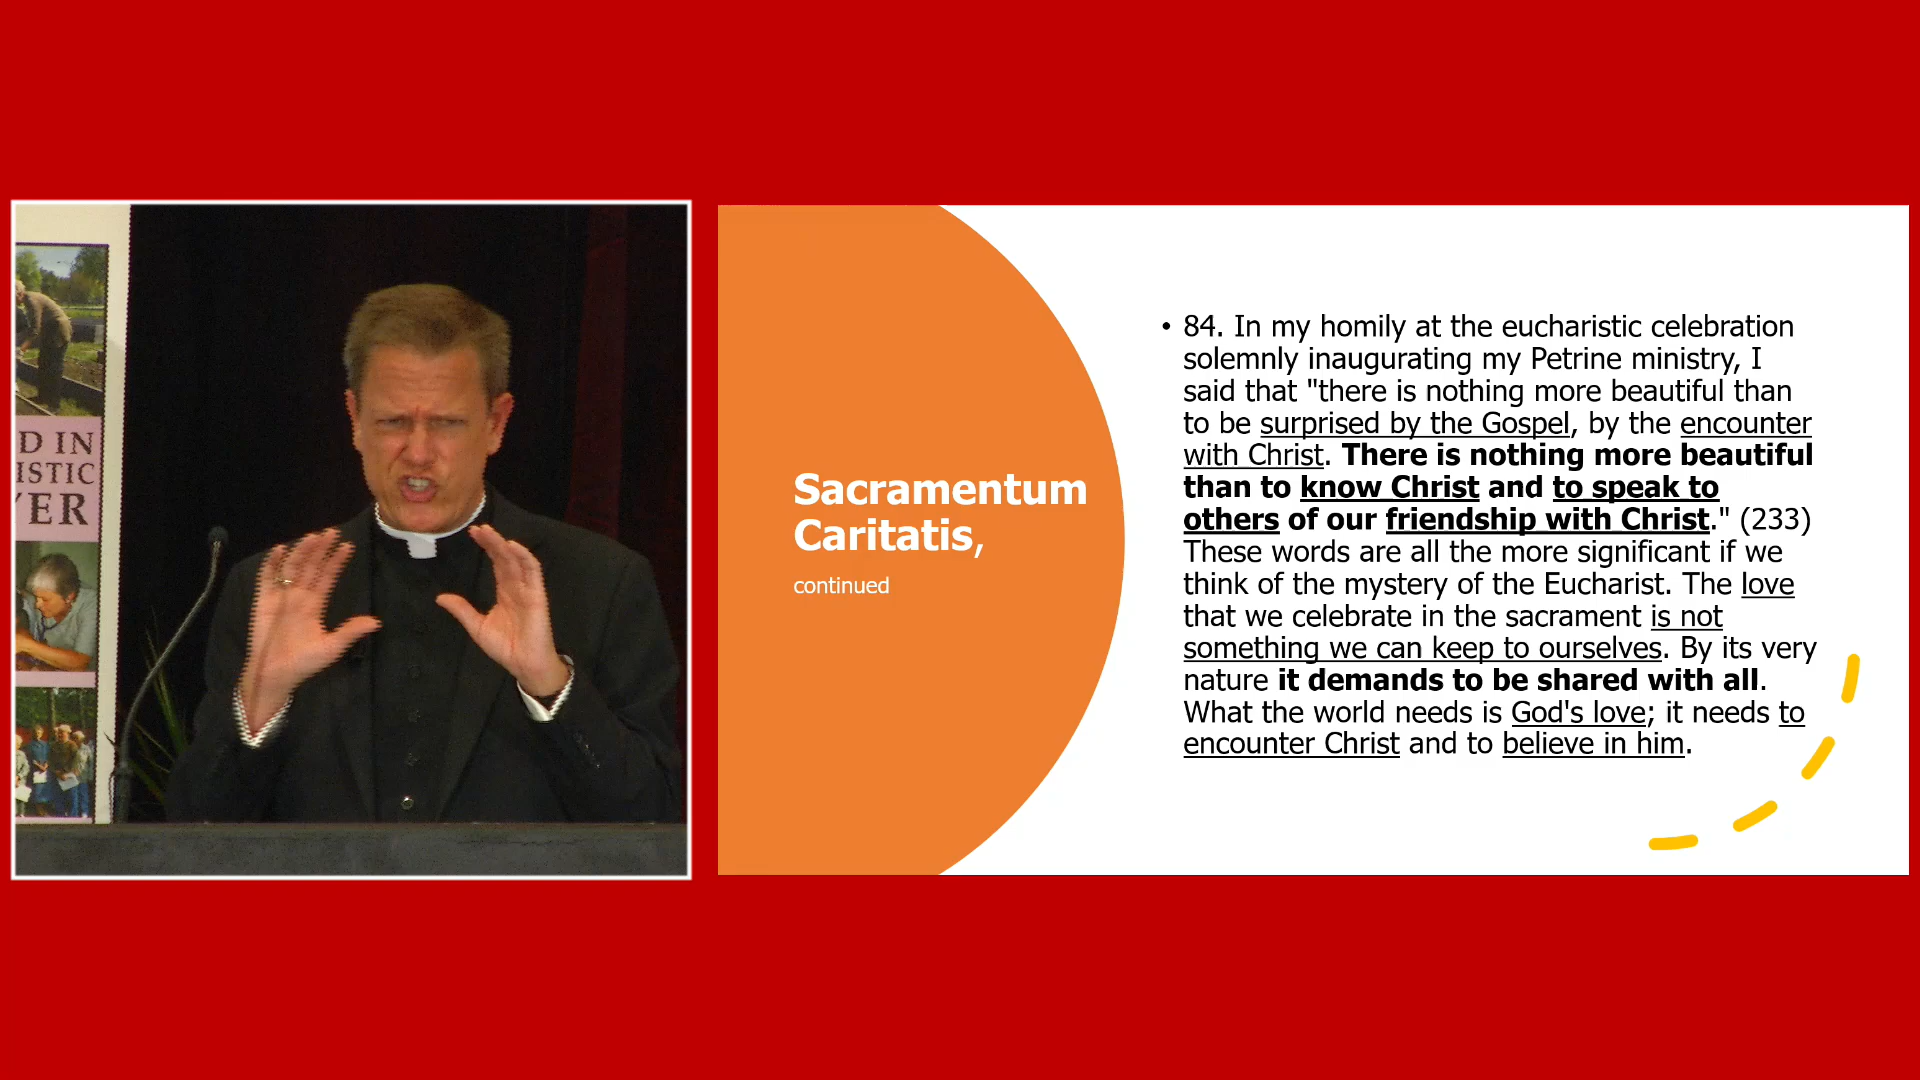 D IN
ISTIC
YER
Sacramentum
Caritatis,
continued
• 84. In my homily at the eucharistic celebration
solemnly inaugurating my Petrine ministry, I
said that "there is nothing more beautiful than
to be surprised by the Gospel, by the encounter
with Christ. There is nothing more beautiful
than to know Christ and to speak to
others of our friendship with Christ." (233)
These words are all the more significant if we
think of the mystery of the Eucharist. The love
that we celebrate in the sacrament is not
something we can keep to ourselves. By its very
nature it demands to be shared with all.
What the world needs is God's love; it needs to
encounter Christ and to believe in him.